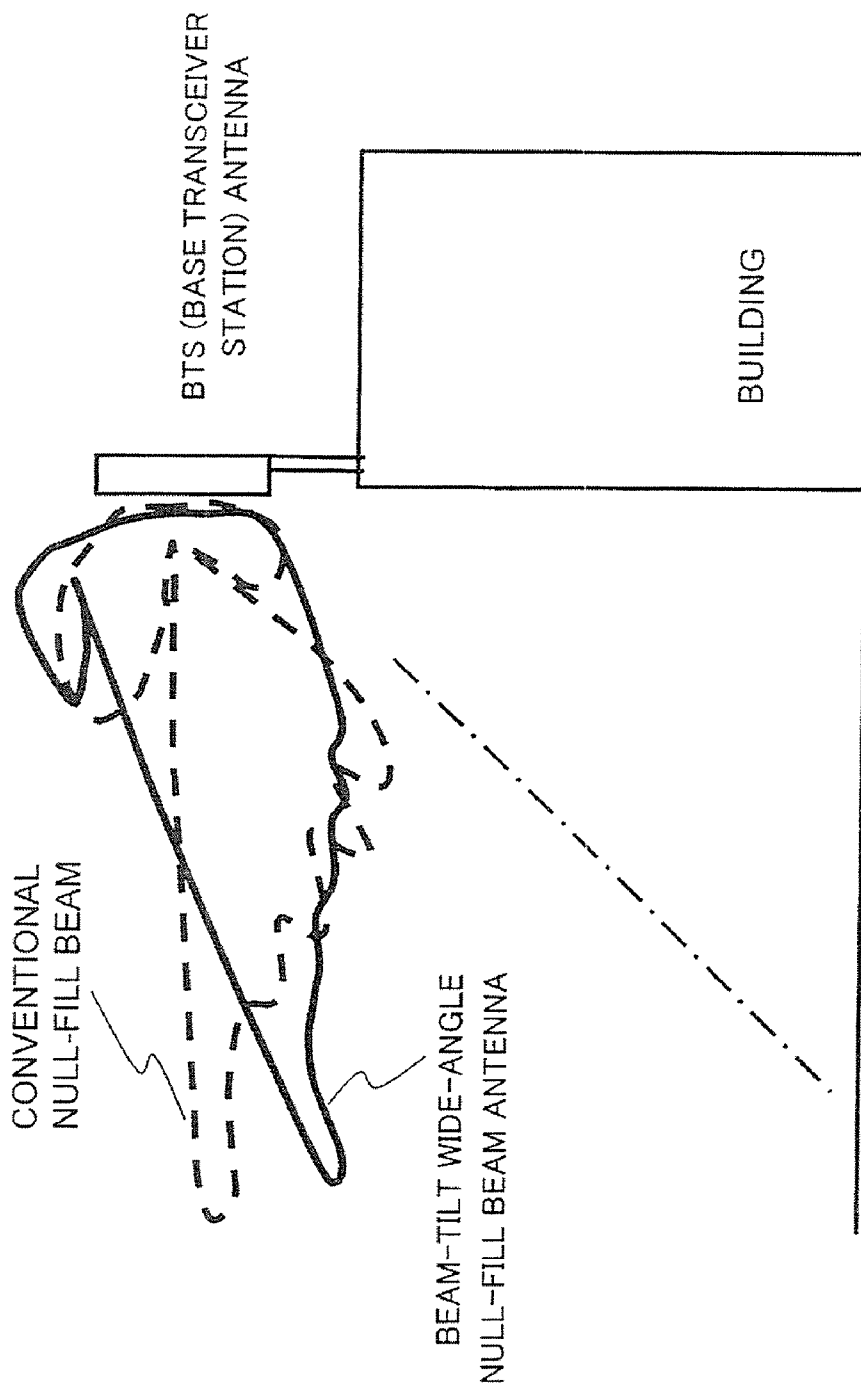 CONVENTIONAL
NULL-FILL BEAM
BTS (BASE TRANSCEIVER
STATION) ANTENNA
BEAM-TILT WIDE-ANGLE
NULL-FILL BEAM ANTENNA
BUILDING